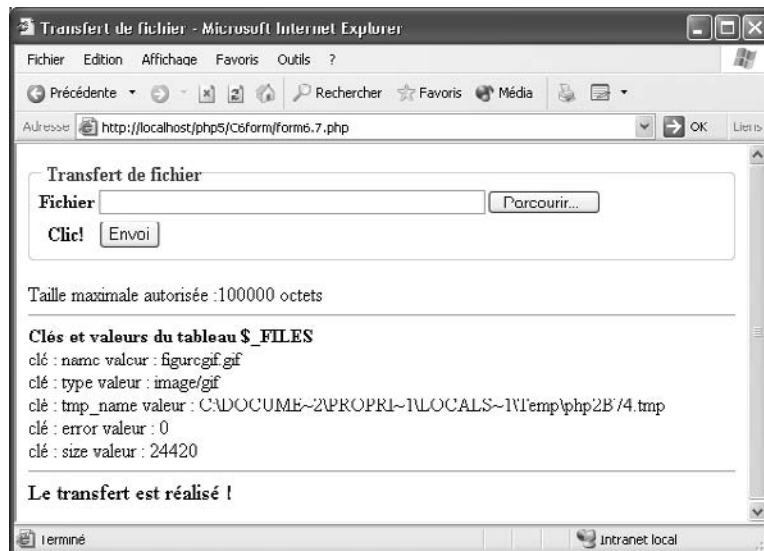 Transfert de fichier - Microsoft Internet Explorer
Fichier Edition Affichage Favoris Outils ?
Précédente Rechercher Favoris Média
Adresse http://localhost/php5/C6form/form6.7.php OK Liens
Transfert de fichier
Fichier Parcourir...
Clic! Envoi
Taille maximale autorisée :100000 octets
Clés et valeurs du tableau $_FILES
clé : name valeur : figuregif.gif
clé : type valeur : image/gif
clé : tmp_name valeur : C:\DOCUME~2\PROPRI~1\LOCALS~1\Temp\php2B74.tmp
clé : error valeur : 0
clé : size valeur : 24420
Le transfert est réalisé !
Terminé Intranet local